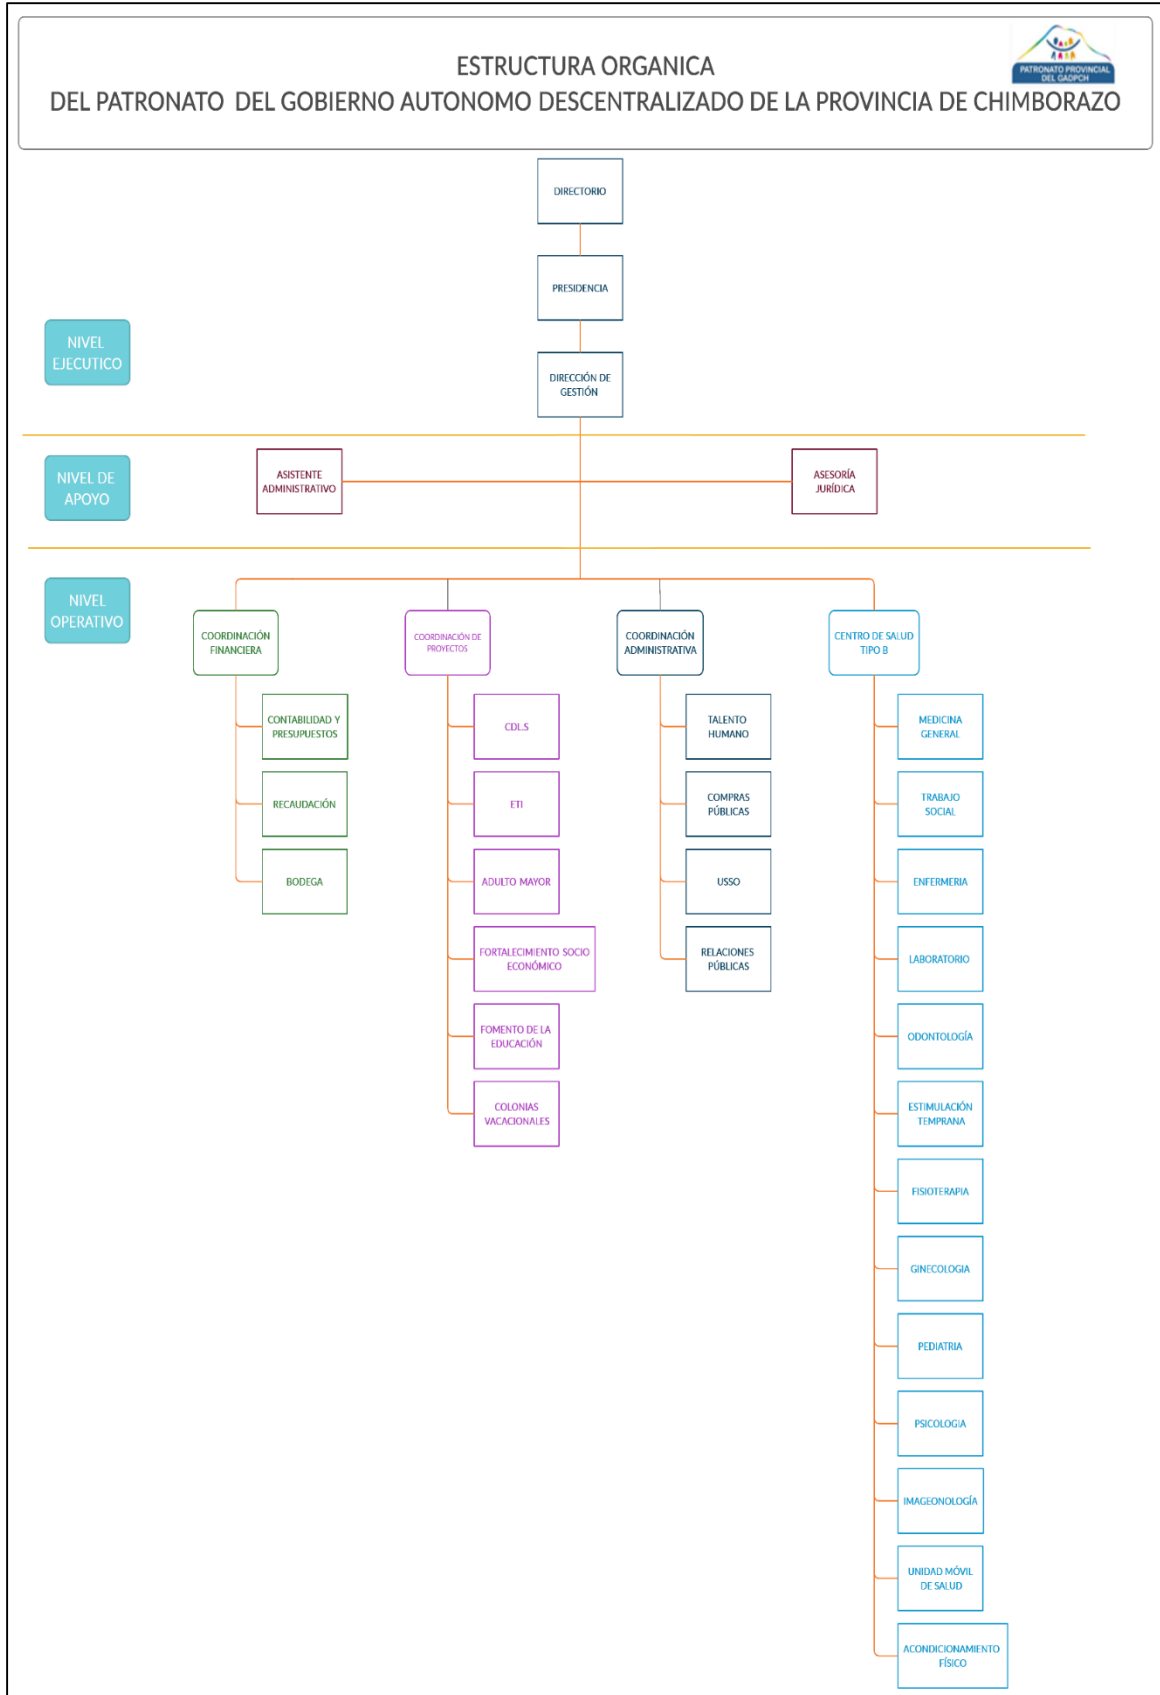 ESTRUCTURA ORGANICA
DEL PATRONATO DEL GOBIERNO AUTONOMO DESCENTRALIZADO DE LA PROVINCIA DE CHIMBORAZO
PATRONATO PROVINCIAL
DEL GADPCH
DIRECTORIO
PRESIDENCIA
NIVEL
EJECUTICO
DIRECCIÓN DE
GESTIÓN
NIVEL DE
APOYO
ASISTENTE
ADMINISTRATIVO
ASESORÍA
JURÍDICA
NIVEL
OPERATIVO
COORDINACIÓN
FINANCIERA
COORDINACIÓN DE
PROYECTOS
COORDINACIÓN
ADMINISTRATIVA
CENTRO DE SALUD
TIPO B
CONTABILIDAD Y
PRESUPUESTOS
RECAUDACIÓN
BODEGA
CDI.S
ETI
ADULTO MAYOR
FORTALECIMIENTO SOCIO
ECONÓMICO
FOMENTO DE LA
EDUCACIÓN
COLONIAS
VACACIONALES
TALENTO
HUMANO
COMPRAS
PÚBLICAS
USSO
RELACIONES
PÚBLICAS
MEDICINA
GENERAL
TRABAJO
SOCIAL
ENFERMERIA
LABORATORIO
ODONTOLOGÍA
ESTIMULACIÓN
TEMPRANA
FISIOTERAPIA
GINECOLOGIA
PEDIATRIA
PSICOLOGIA
IMAGEONOLOGÍA
UNIDAD MÓVIL
DE SALUD
ACONDICIONAMIENTO
FÍSICO